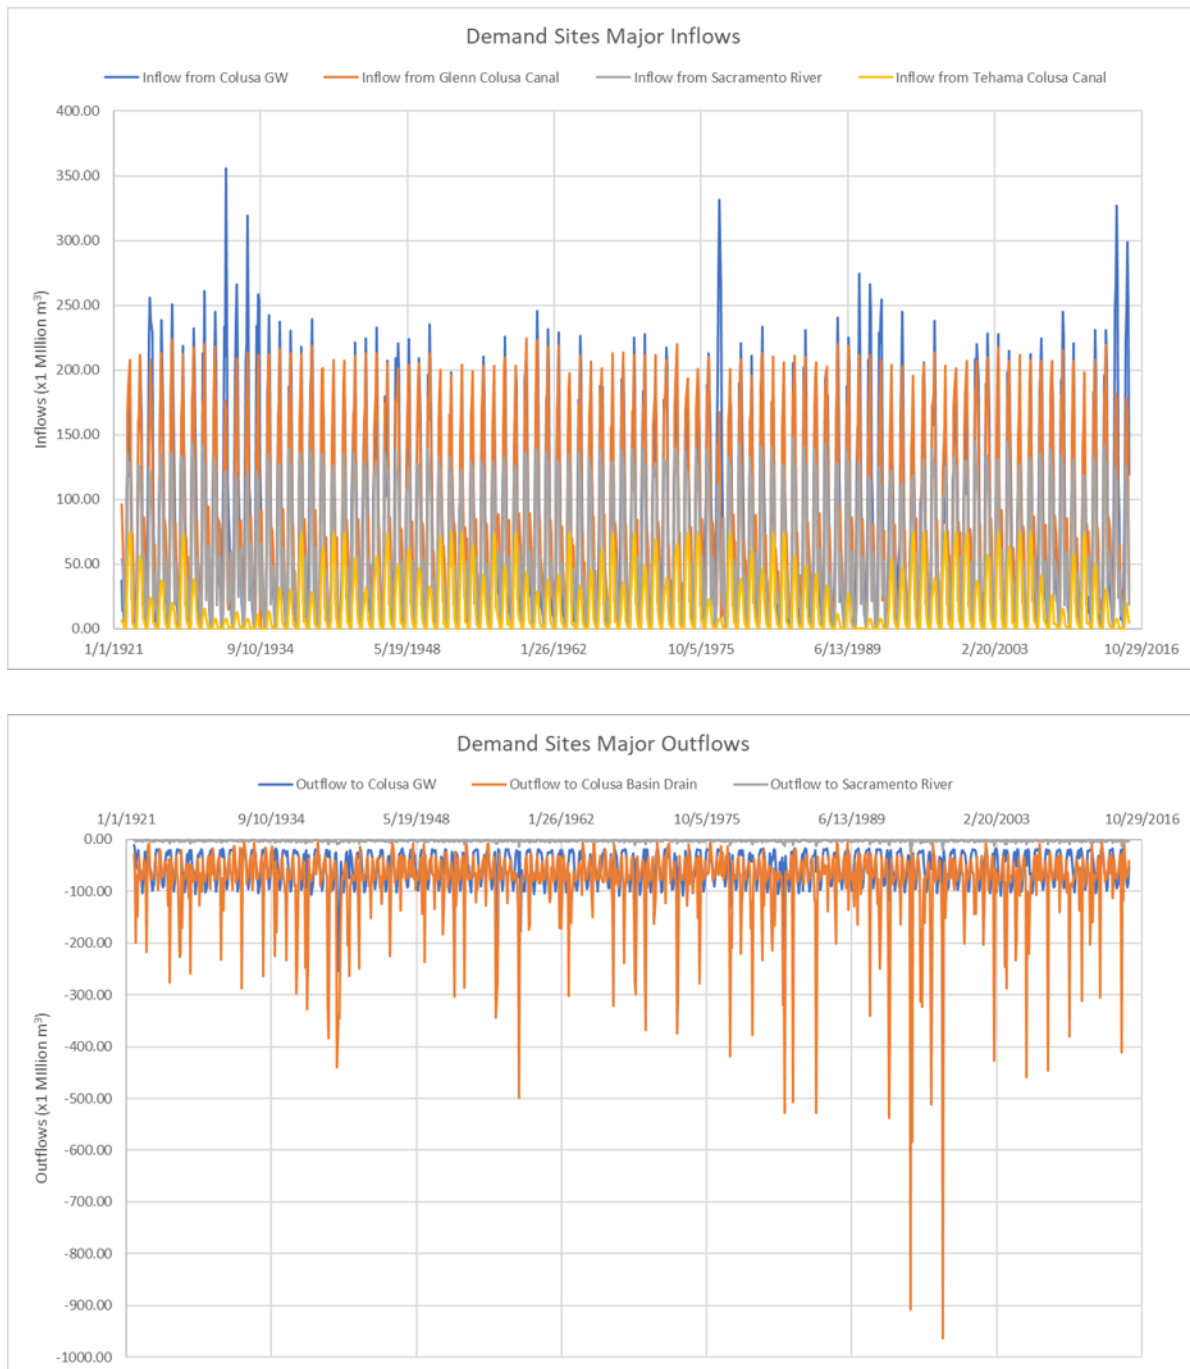 Demand Sites Major Inflows
Inflow from Colusa GW Inflow from Glenn Colusa Canal Inflow from Sacramento River Inflow from Tehama Colusa Canal
400.00
350.00
300.00
250.00
200.00
150.00
100.00
50.00
0.00
Inflows (x1 Million m³)
1/1/1921 9/10/1934 5/19/1948 1/26/1962 10/5/1975 6/13/1989 2/20/2003 10/29/2016
Demand Sites Major Outflows
Outflow to Colusa GW Outflow to Colusa Basin Drain Outflow to Sacramento River
1/1/1921 9/10/1934 5/19/1948 1/26/1962 10/5/1975 6/13/1989 2/20/2003 10/29/2016
0.00
-100.00
-200.00
-300.00
-400.00
-500.00
-600.00
-700.00
-800.00
-900.00
-1000.00
Outflows (x1 Million m³)